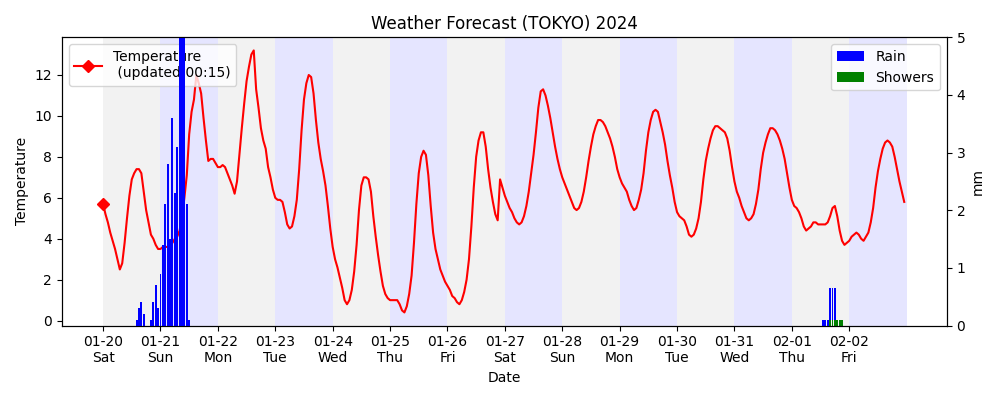 Weather Forecast (TOKYO) 2024
Temperature
(updated 00:15)
Rain
Showers
Temperature
12
10
8
6
4
2
0
5
4
3
2
1
0
mm
01-20 01-21 01-22 01-23 01-24 01-25 01-26 01-27 01-28 01-29 01-30 01-31 02-01 02-02
Sat Sun Mon Tue Wed Thu Fri Sat Sun Mon Tue Wed Thu Fri
Date